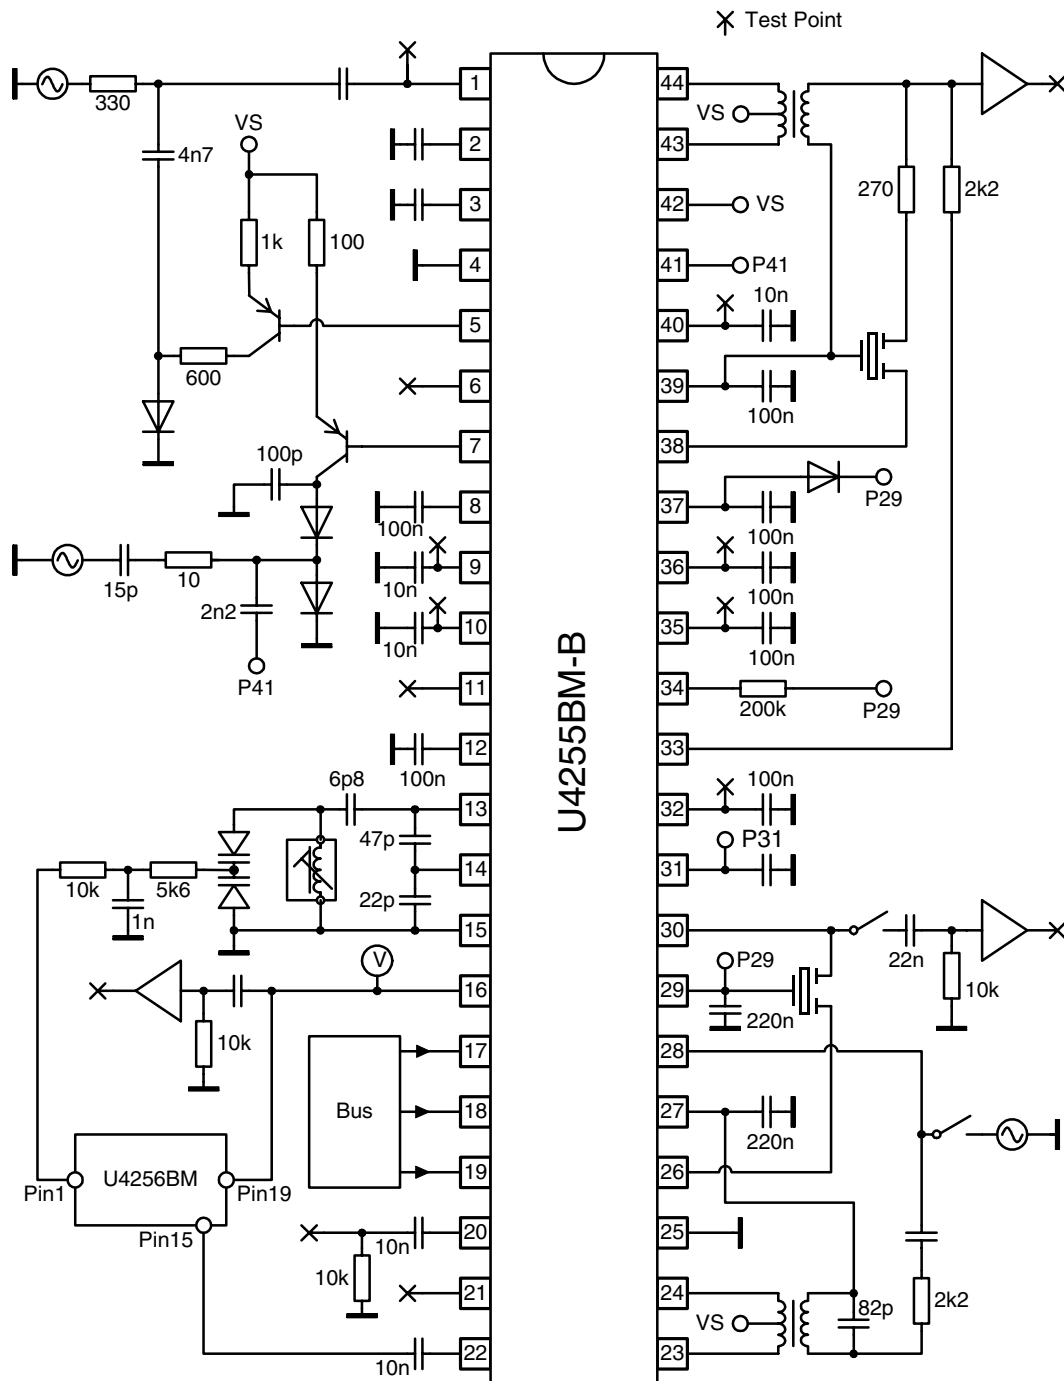 Test Point
1
44
330
VS
VS
4n7
2
43
270
2k2
3
42
VS
1k
100
4
41
P41
10n
5
40
600
6
39
100n
7
38
100p
8
37
P29
100n
100n
9
36
15p
10
10n
100n
2n2
10
35
10n
100n
P41
11
34
200k
P29
12
33
100n
U4255BM-B
6p8
100n
13
32
47p
P31
10k
5k6
14
31
22p
1n
15
30
22n
V
P29
16
29
10k
10k
220n
17
28
Bus
18
27
220n
U4256BM
19
26
Pin1
Pin19
Pin15
20
25
10n
10k
21
24
82p
2k2
VS
22
23
10n